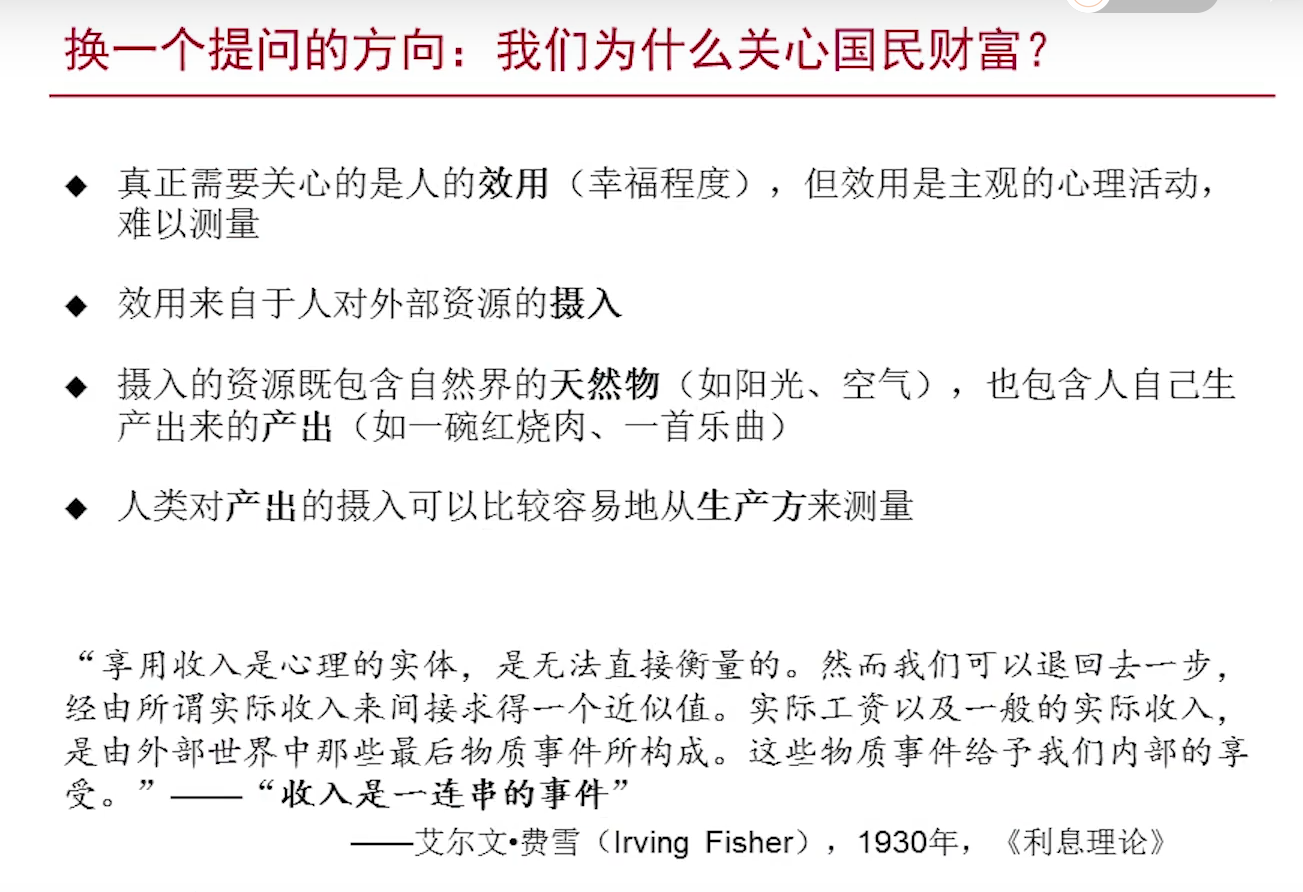 换一个提问的方向：我们为什么关心国民财富？
◆ 真正需要关心的是人的效用（幸福程度），但效用是主观的心理活动，
难以测量
◆ 效用来自于人对外部资源的摄入
◆ 摄入的资源既包含自然界的天然物（如阳光、空气），也包含人自己生
产出来的产出（如一碗红烧肉、一首乐曲）
◆ 人类对产出的摄入可以比较容易地从生产方来测量
“享用收入是心理的实体，是无法直接衡量的。然而我们可以退回去一步，
经由所谓实际收入来间接求得一个近似值。实际工资以及一般的实际收入，
是由外部世界中那些最后物质事件所构成。这些物质事件给予我们内部的享
受。”——“收入是一连串的事件”
——艾尔文•费雪（Irving Fisher），1930年，《利息理论》